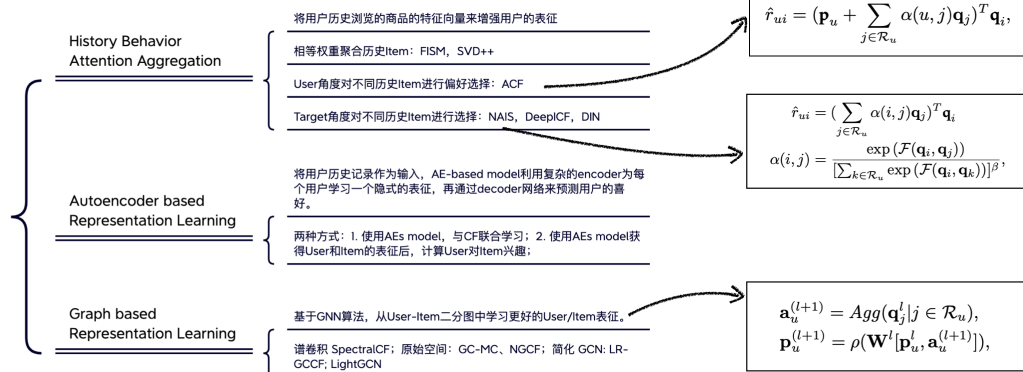 History Behavior
Attention Aggregation
将用户历史浏览的商品的特征向量来增强用户的表征
相等权重聚合历史Item：FISM，SVD++
User角度对不同历史Item进行偏好选择：ACF
Target角度对不同历史Item进行选择：NAIS，DeepICF，DIN
r̂_{ui} = (p_u + ∑_{j∈R_u} α(u, j)q_j)^T q_i,
r̂_{ui} = (∑_{j∈R_u} α(i, j)q_j)^T q_i
α(i, j) = exp (F(q_i, q_j)) / [∑_{k∈R_u} exp (F(q_i, q_k))]^β,
Autoencoder based
Representation Learning
将用户历史记录作为输入，AE-based model利用复杂的encoder为每
个用户学习一个隐式的表征，再通过decoder网络来预测用户的喜
好。
两种方式：1. 使用AEs model，与CF联合学习；2. 使用AEs model获
得User和Item的表征后，计算User对Item兴趣；
Graph based
Representation Learning
基于GNN算法，从User-Item二分图中学习更好的User/Item表征。
谱卷积 SpectralCF；原始空间：GC-MC、NGCF；简化 GCN: LR-
GCCF; LightGCN
a_u^{(l+1)} = Agg(q_j^l|j ∈ R_u),
p_u^{(l+1)} = ρ(W^l[p_u^l, a_u^{(l+1)}]),